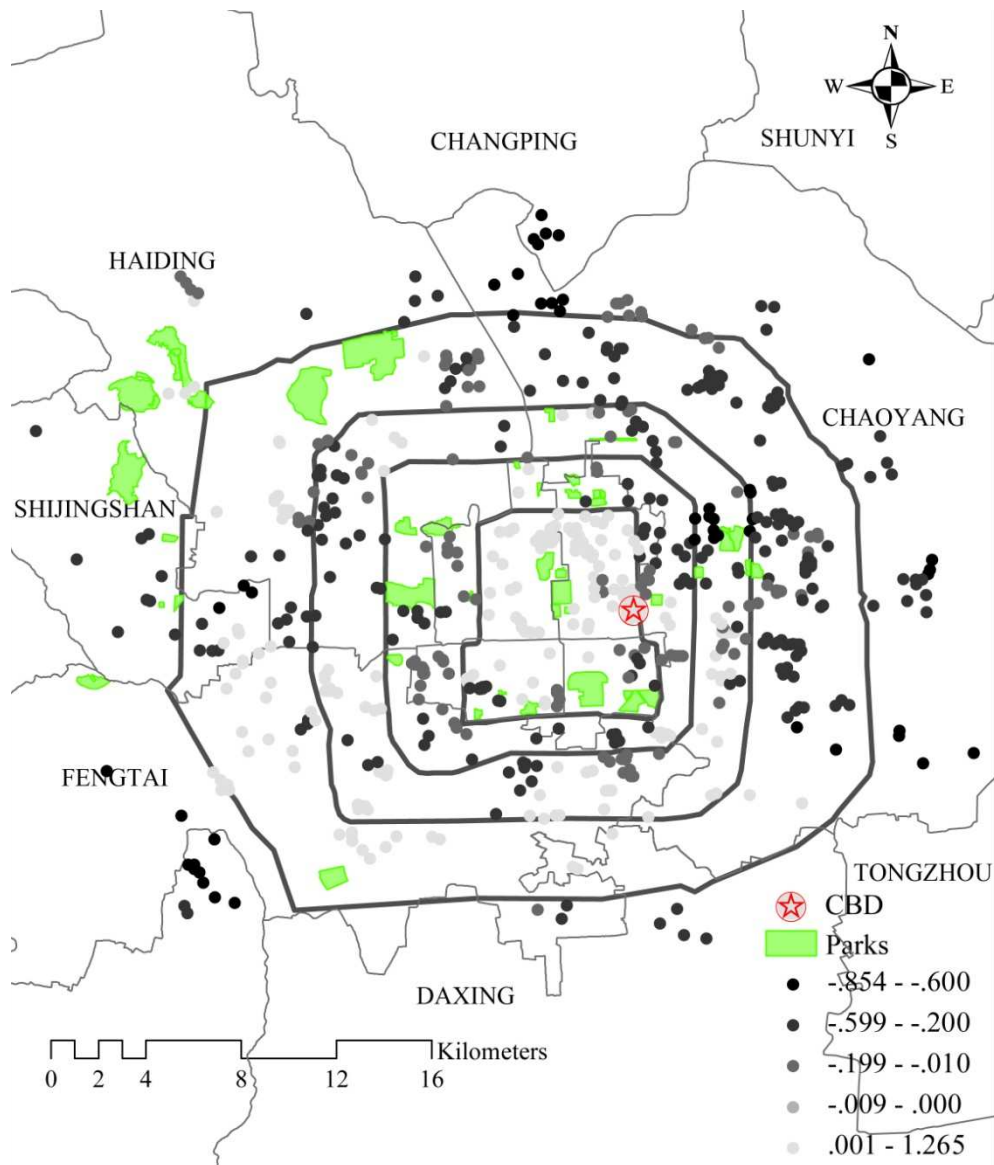 N
W E
S
CHANGPING
SHUNYI
HAIDING
CHAOYANG
SHIJINGSHAN
FENGTAI
TONGZHOU
CBD
Parks
-.854 - -.600
DAXING
-.599 - -.200
Kilometers
-.199 - -.010
0 2 4 8 12 16
-.009 - .000
.001 - 1.265